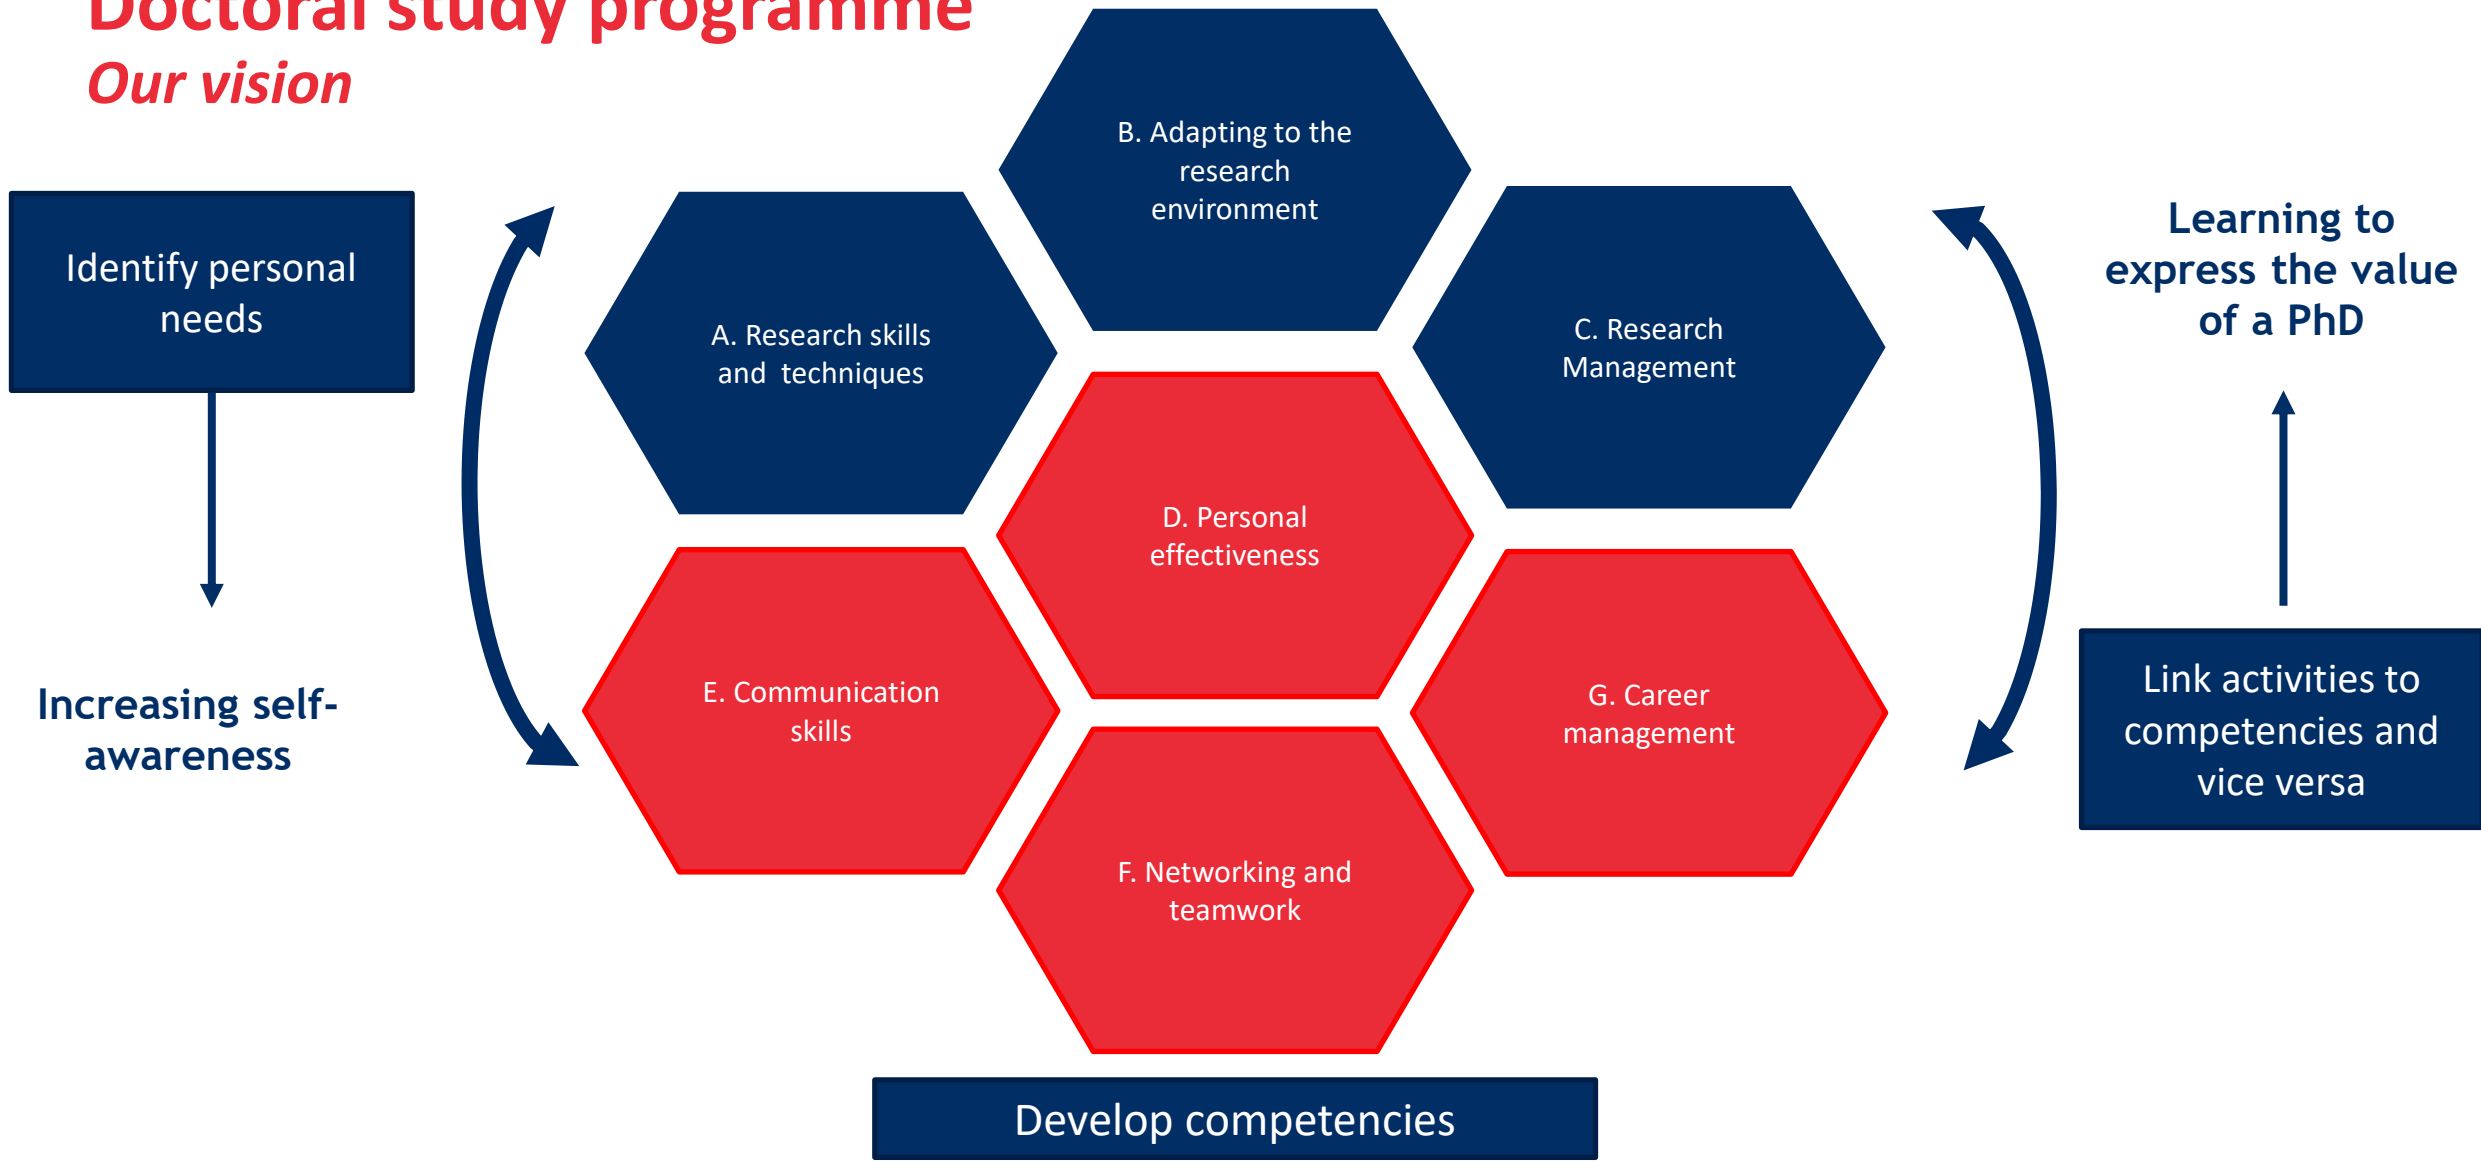 Doctoral study programme
Our vision
B. Adapting to the
research
environment
Identify personal
needs
A. Research skills
and  techniques
C. Research
Management
Learning to
express the value
of a PhD
D. Personal
effectiveness
Increasing self-
awareness
E. Communication
skills
G. Career
management
Link activities to
competencies and
vice versa
F. Networking and
teamwork
Develop competencies